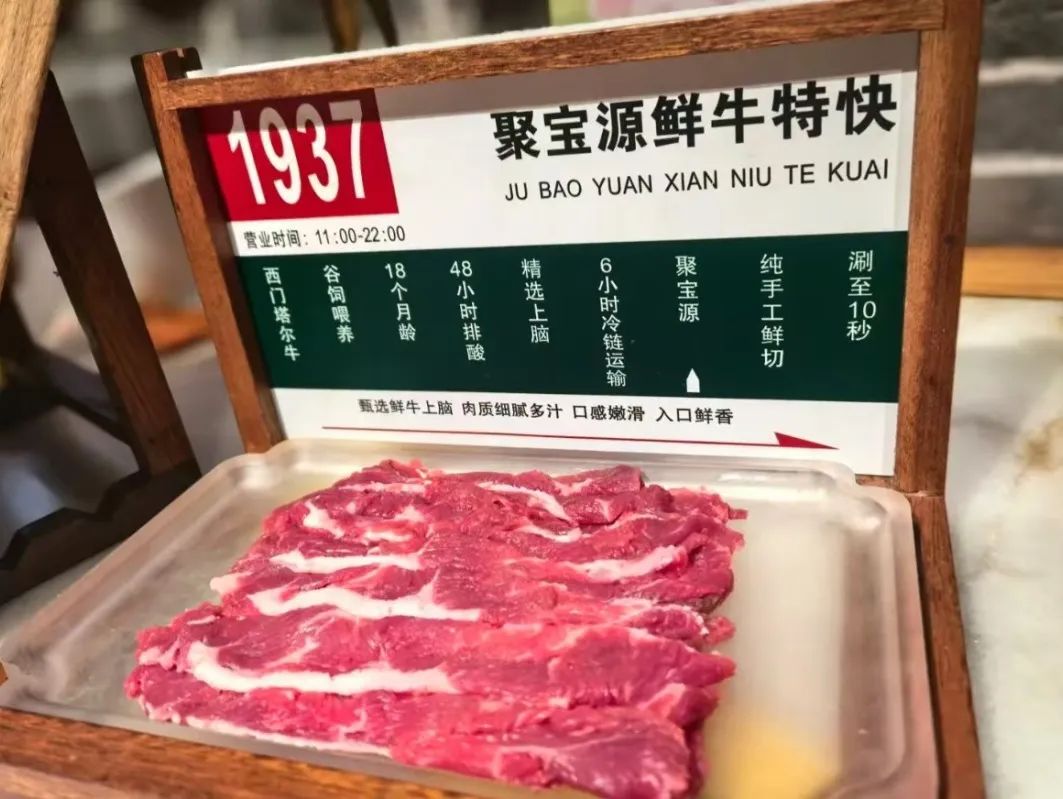 1937
聚宝源鲜牛特快
JU BAO YUAN XIAN NIU TE KUAI
营业时间：11:00-22:00
西门塔尔牛
谷饲喂养
18个月龄
48小时排酸
精选上脑
6小时冷链运输
聚宝源
纯手工鲜切
涮至10秒
甄选鲜牛上脑 肉质细腻多汁 口感嫩滑 入口鲜香